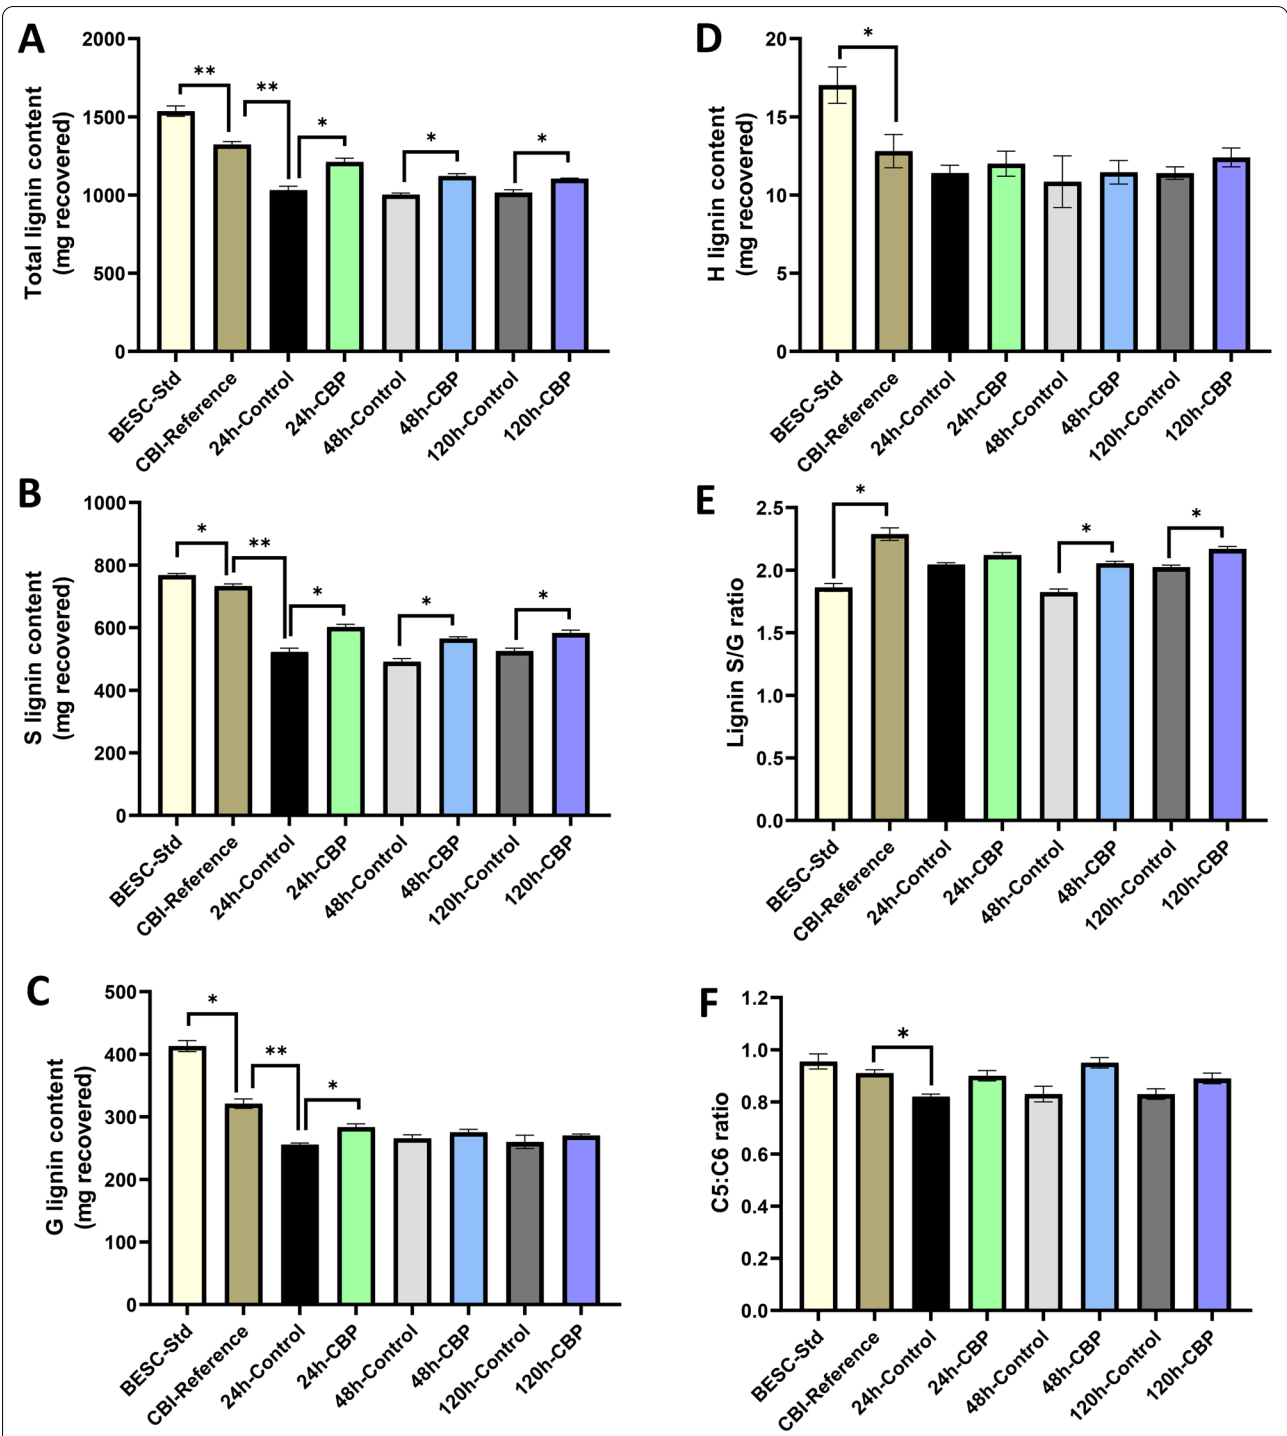 A
Total lignin content
(mg recovered)
2000
1500
1000
500
0
**
**
*
*
*
BESC-Std
CBI-Reference
24h-Control
24h-CBP
48h-Control
48h-CBP
120h-Control
120h-CBP
D
H lignin content
(mg recovered)
20
15
10
5
0
*
BESC-Std
CBI-Reference
24h-Control
24h-CBP
48h-Control
48h-CBP
120h-Control
120h-CBP
B
S lignin content
(mg recovered)
1000
800
600
400
200
0
*
**
*
*
*
BESC-Std
CBI-Reference
24h-Control
24h-CBP
48h-Control
48h-CBP
120h-Control
120h-CBP
E
Lignin S/G ratio
2.5
2.0
1.5
1.0
0.5
0.0
*
*
*
BESC-Std
CBI-Reference
24h-Control
24h-CBP
48h-Control
48h-CBP
120h-Control
120h-CBP
C
G lignin content
(mg recovered)
500
400
300
200
100
0
*
**
*
BESC-Std
CBI-Reference
24h-Control
24h-CBP
48h-Control
48h-CBP
120h-Control
120h-CBP
F
C5:C6 ratio
1.2
1.0
0.8
0.6
0.4
0.2
0.0
*
BESC-Std
CBI-Reference
24h-Control
24h-CBP
48h-Control
48h-CBP
120h-Control
120h-CBP